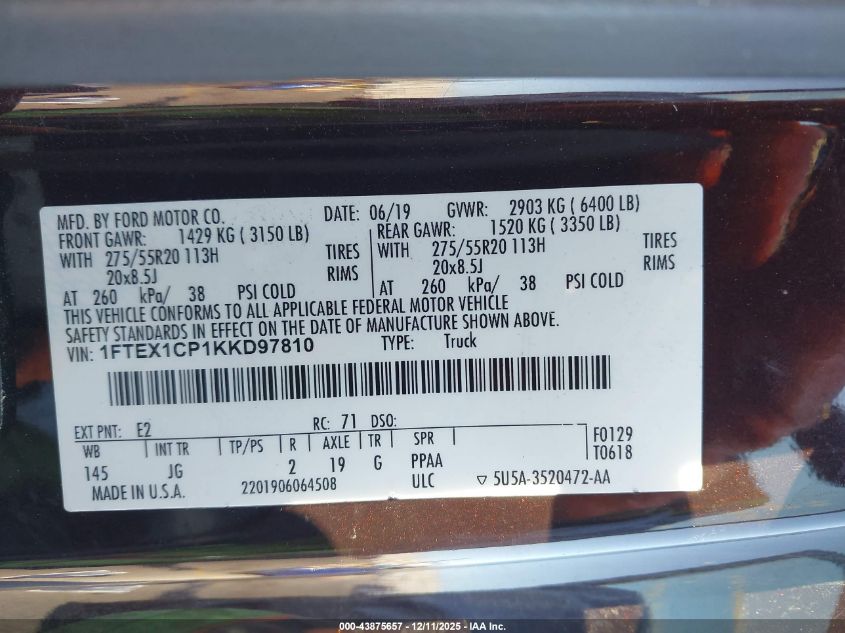 MFD. BY FORD MOTOR CO. DATE: 06/19 GVWR: 2903 KG ( 6400 LB)
FRONT GAWR: 1429 KG ( 3150 LB) REAR GAWR: 1520 KG ( 3350 LB)
WITH 275/55R20 113H TIRES WITH 275/55R20 113H TIRES
20x8.5J RIMS 20x8.5J RIMS
AT 260 kPa/ 38 PSI COLD AT 260 kPa/ 38 PSI COLD
THIS VEHICLE CONFORMS TO ALL APPLICABLE FEDERAL MOTOR VEHICLE
SAFETY STANDARDS IN EFFECT ON THE DATE OF MANUFACTURE SHOWN ABOVE.
VIN: 1FTEX1CP1KKD97810 TYPE: Truck
EXT PNT: E2 RC: 71 DSO:
WB INT TR TP/PS R AXLE TR SPR F0129
145 JG 2 19 G PPAA T0618
MADE IN U.S.A. 2201906064508 ULC ▽ 5U5A-3520472-AA
000-43875657 - 12/11/2025 - IAA Inc.